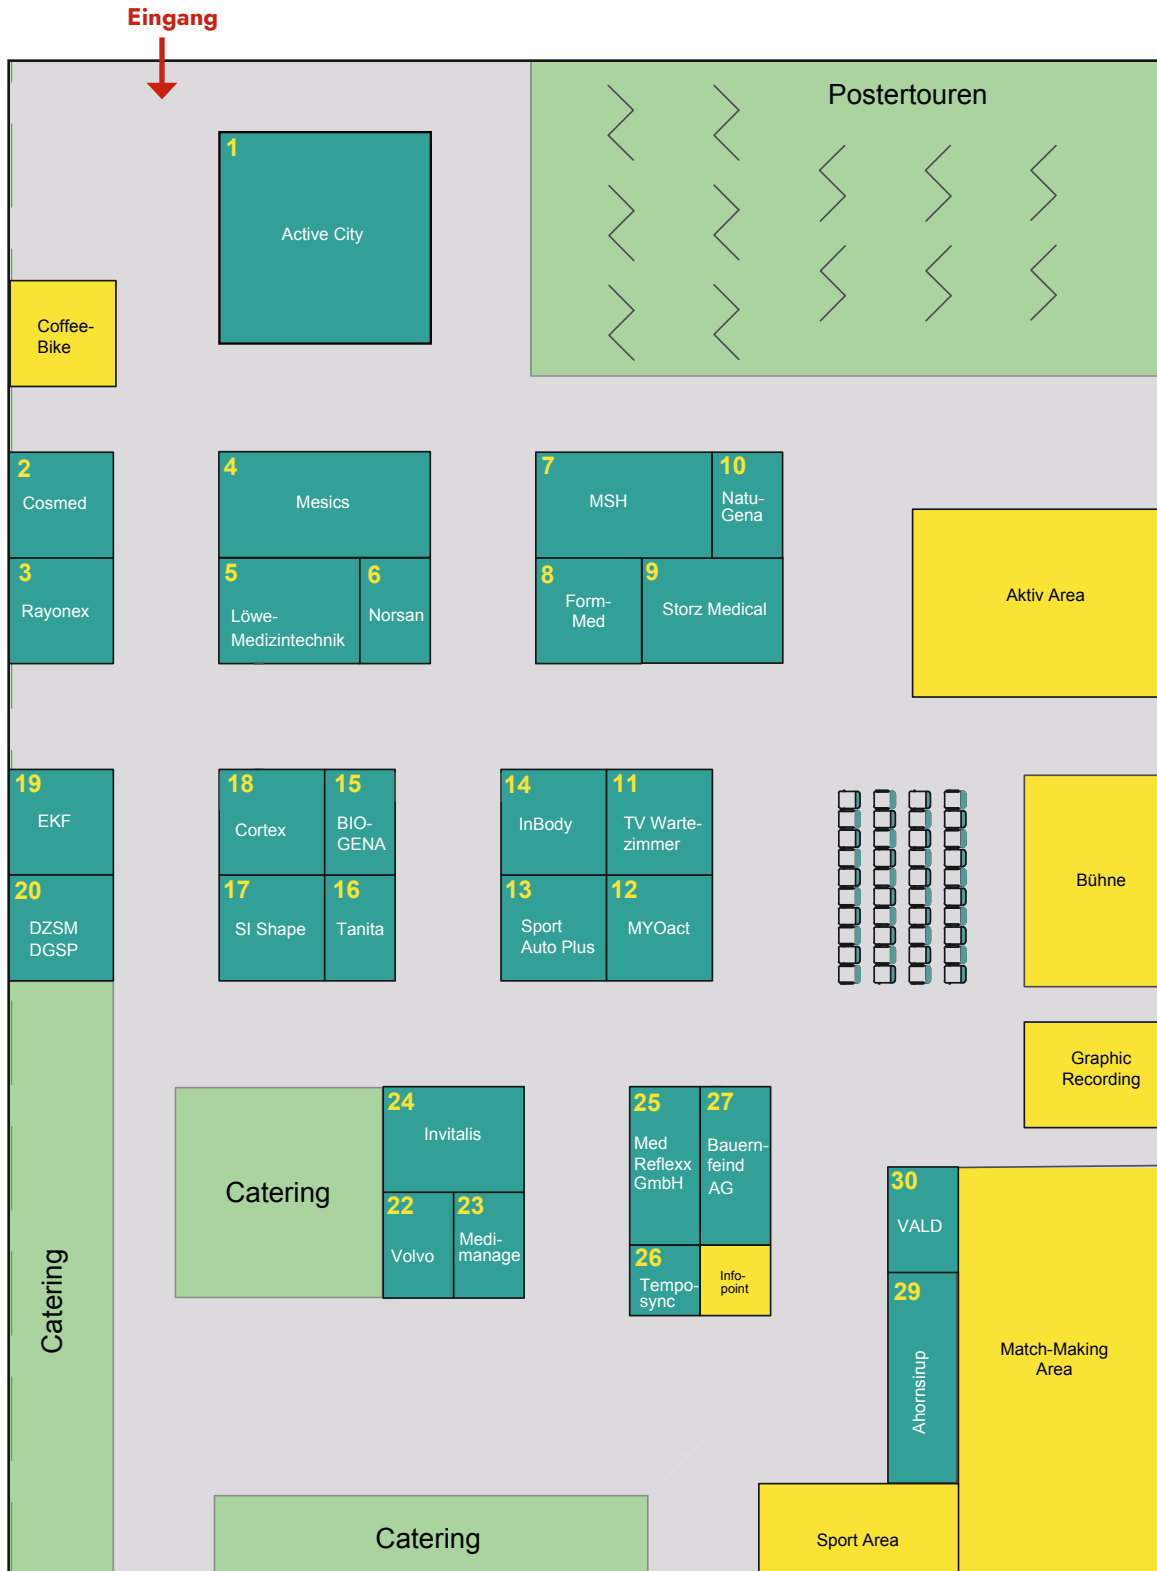 Eingang
Postertouren
1
Active City
Coffee-
Bike
2
Cosmed
3
Rayonex
4
Mesics
5
Löwe-
Medizintechnik
6
Norsan
7
MSH
10
Natu-
Gena
8
Form-
Med
9
Storz Medical
Aktiv Area
19
EKF
20
DZSM
DGSP
18
Cortex
15
BIO-
GENA
17
SI Shape
16
Tanita
14
InBody
11
TV Warte-
zimmer
13
Sport
Auto Plus
12
MYOact
Bühne
Graphic
Recording
Catering
24
Invitalis
22
Volvo
23
Medi-
manage
25
Med
Reflexx
GmbH
27
Bauern-
feind
AG
26
Tempo-
sync
Info-
point
30
VALD
29
Ahornsirup
Match-Making
Area
Catering
Catering
Sport Area